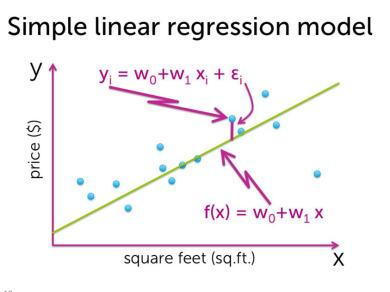 Simple linear regression model
y
yᵢ = w₀+w₁ xᵢ + εᵢ
price ($)
f(x) = w₀+w₁ x
square feet (sq.ft.)
x